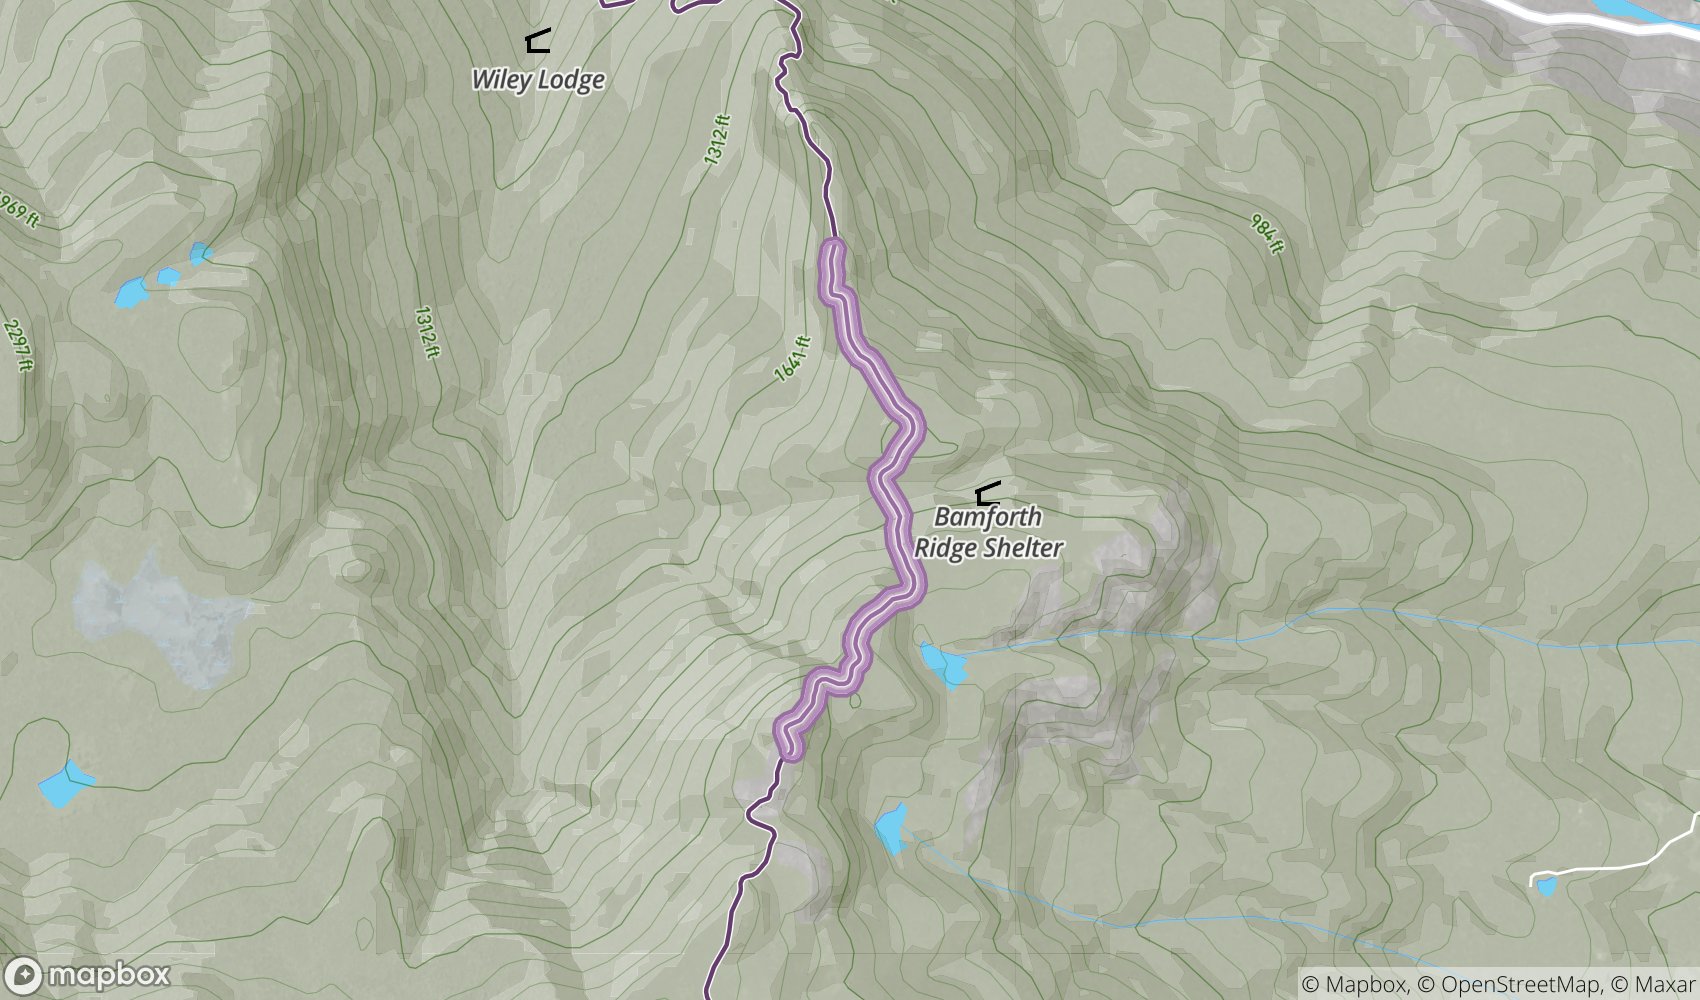 Wiley Lodge
1312 ft
969 ft
984 ft
2297 ft
1312 ft
1641 ft
Bamforth
Ridge Shelter
mapbox
© Mapbox, © OpenStreetMap, © Maxar